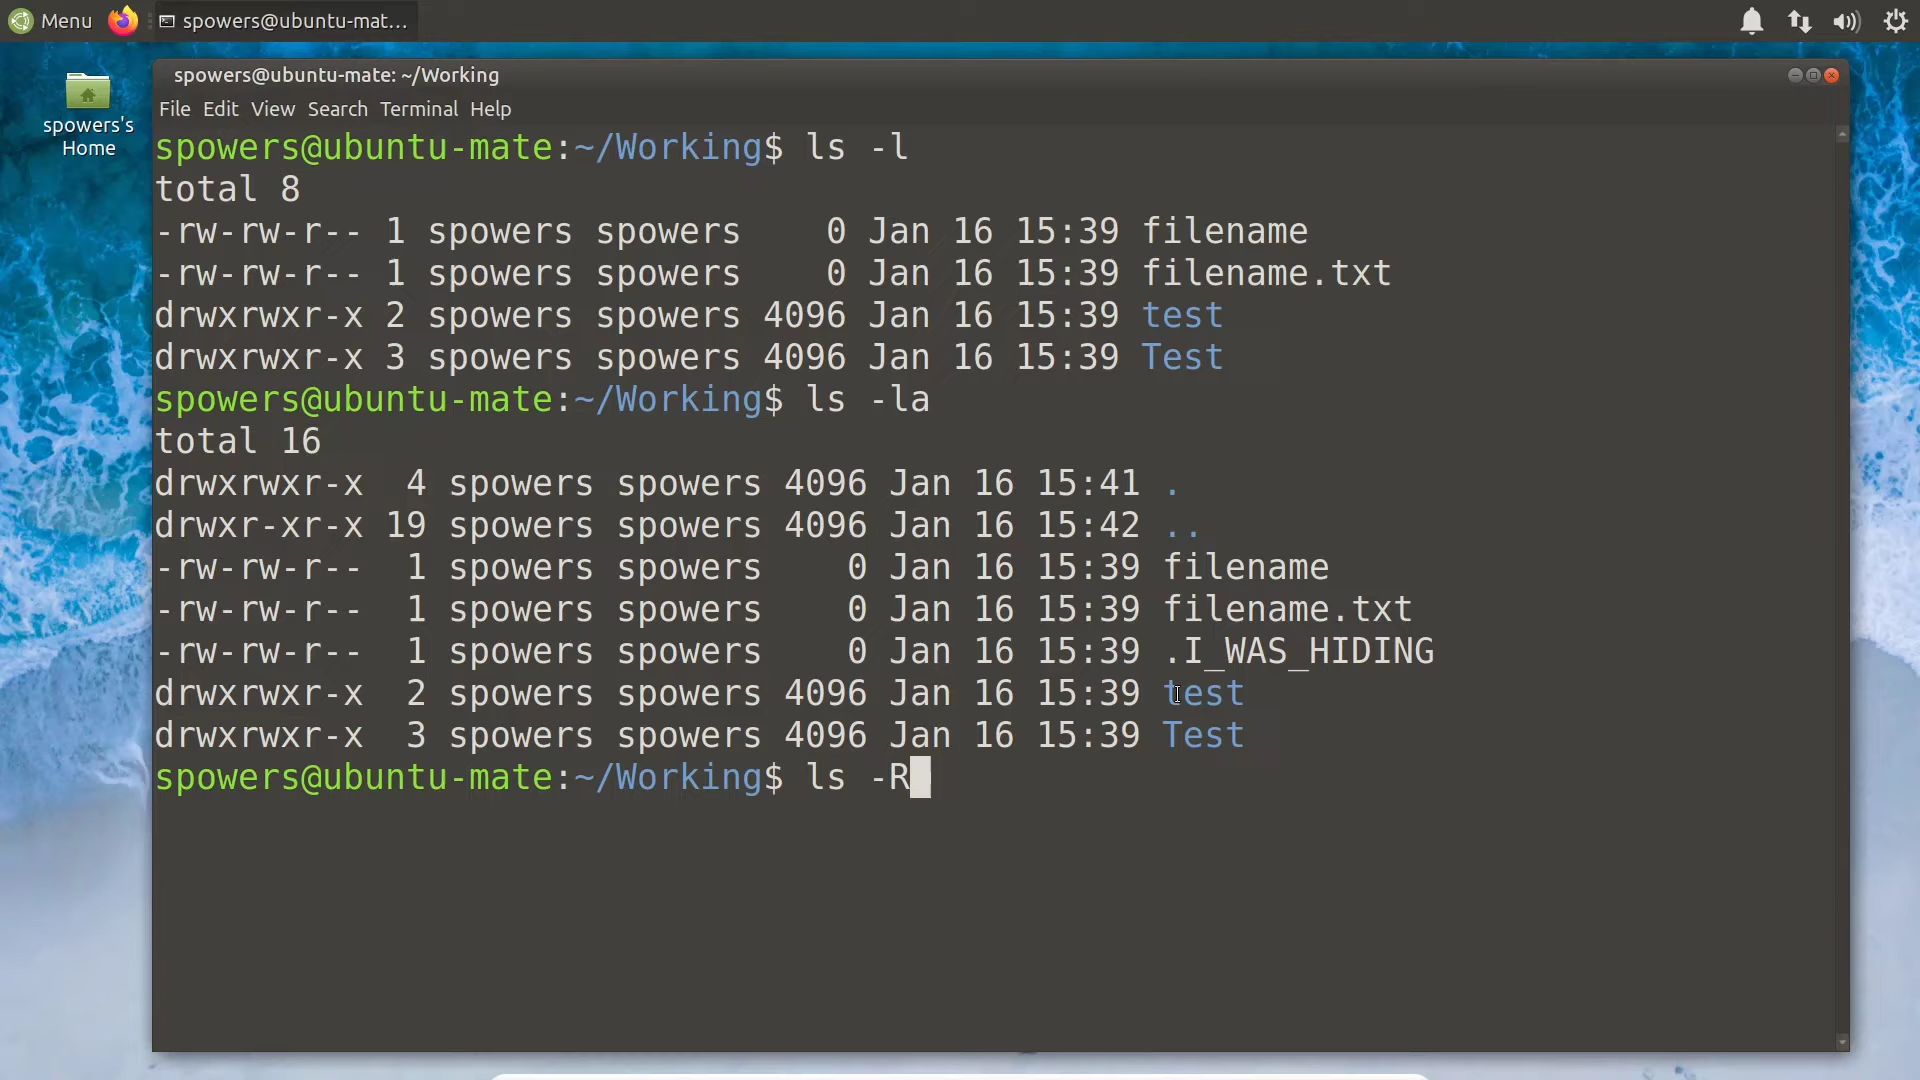 Menu spowers@ubuntu-mat...
spowers's
Home
spowers@ubuntu-mate: ~/Working
File Edit View Search Terminal Help
spowers@ubuntu-mate:~/Working$ ls -l
total 8
-rw-rw-r-- 1 spowers spowers    0 Jan 16 15:39 filename
-rw-rw-r-- 1 spowers spowers    0 Jan 16 15:39 filename.txt
drwxrwxr-x 2 spowers spowers 4096 Jan 16 15:39 test
drwxrwxr-x 3 spowers spowers 4096 Jan 16 15:39 Test
spowers@ubuntu-mate:~/Working$ ls -la
total 16
drwxrwxr-x  4 spowers spowers 4096 Jan 16 15:41 .
drwxr-xr-x 19 spowers spowers 4096 Jan 16 15:42 ..
-rw-rw-r--  1 spowers spowers    0 Jan 16 15:39 filename
-rw-rw-r--  1 spowers spowers    0 Jan 16 15:39 filename.txt
-rw-rw-r--  1 spowers spowers    0 Jan 16 15:39 .I_WAS_HIDING
drwxrwxr-x  2 spowers spowers 4096 Jan 16 15:39 test
drwxrwxr-x  3 spowers spowers 4096 Jan 16 15:39 Test
spowers@ubuntu-mate:~/Working$ ls -R